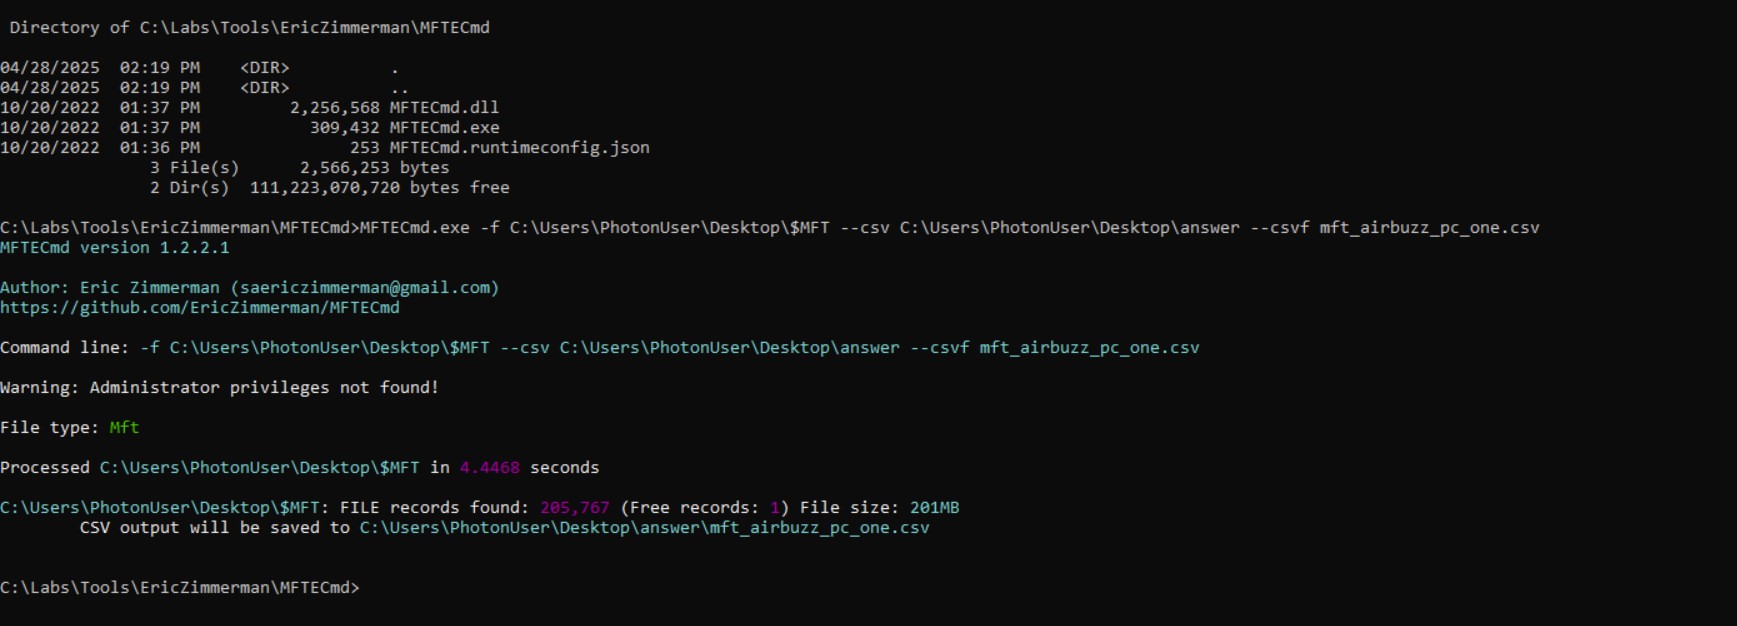 Directory of C:\Labs\Tools\EricZimmerman\MFTECmd
04/28/2025  02:19 PM    <DIR>          .
04/28/2025  02:19 PM    <DIR>          ..
10/20/2022  01:37 PM         2,256,568 MFTECmd.dll
10/20/2022  01:37 PM           309,432 MFTECmd.exe
10/20/2022  01:36 PM               253 MFTECmd.runtimeconfig.json
               3 File(s)      2,566,253 bytes
               2 Dir(s)  111,223,070,720 bytes free
C:\Labs\Tools\EricZimmerman\MFTECmd>MFTECmd.exe -f C:\Users\PhotonUser\Desktop\$MFT --csv C:\Users\PhotonUser\Desktop\answer --csvf mft_airbuzz_pc_one.csv
MFTECmd version 1.2.2.1
Author: Eric Zimmerman (saericzimmerman@gmail.com)
https://github.com/EricZimmerman/MFTECmd
Command line: -f C:\Users\PhotonUser\Desktop\$MFT --csv C:\Users\PhotonUser\Desktop\answer --csvf mft_airbuzz_pc_one.csv
Warning: Administrator privileges not found!
File type: Mft
Processed C:\Users\PhotonUser\Desktop\$MFT in 4.4468 seconds
C:\Users\PhotonUser\Desktop\$MFT: FILE records found: 205,767 (Free records: 1) File size: 201MB
        CSV output will be saved to C:\Users\PhotonUser\Desktop\answer\mft_airbuzz_pc_one.csv
C:\Labs\Tools\EricZimmerman\MFTECmd>